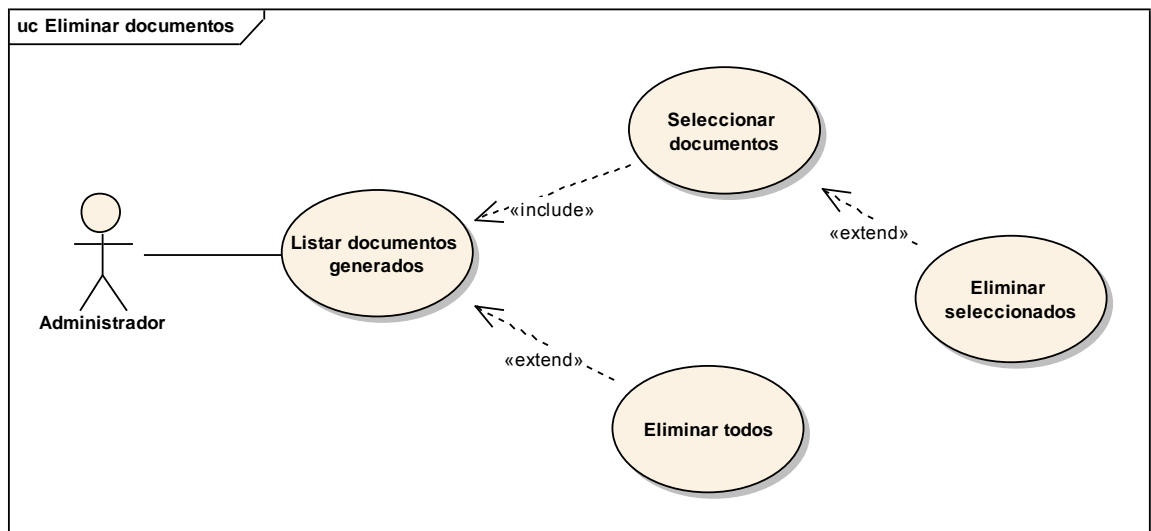 uc Eliminar documentos
Seleccionar
documentos
«include»
Listar documentos
generados
«extend»
Eliminar
seleccionados
Administrador
«extend»
Eliminar todos